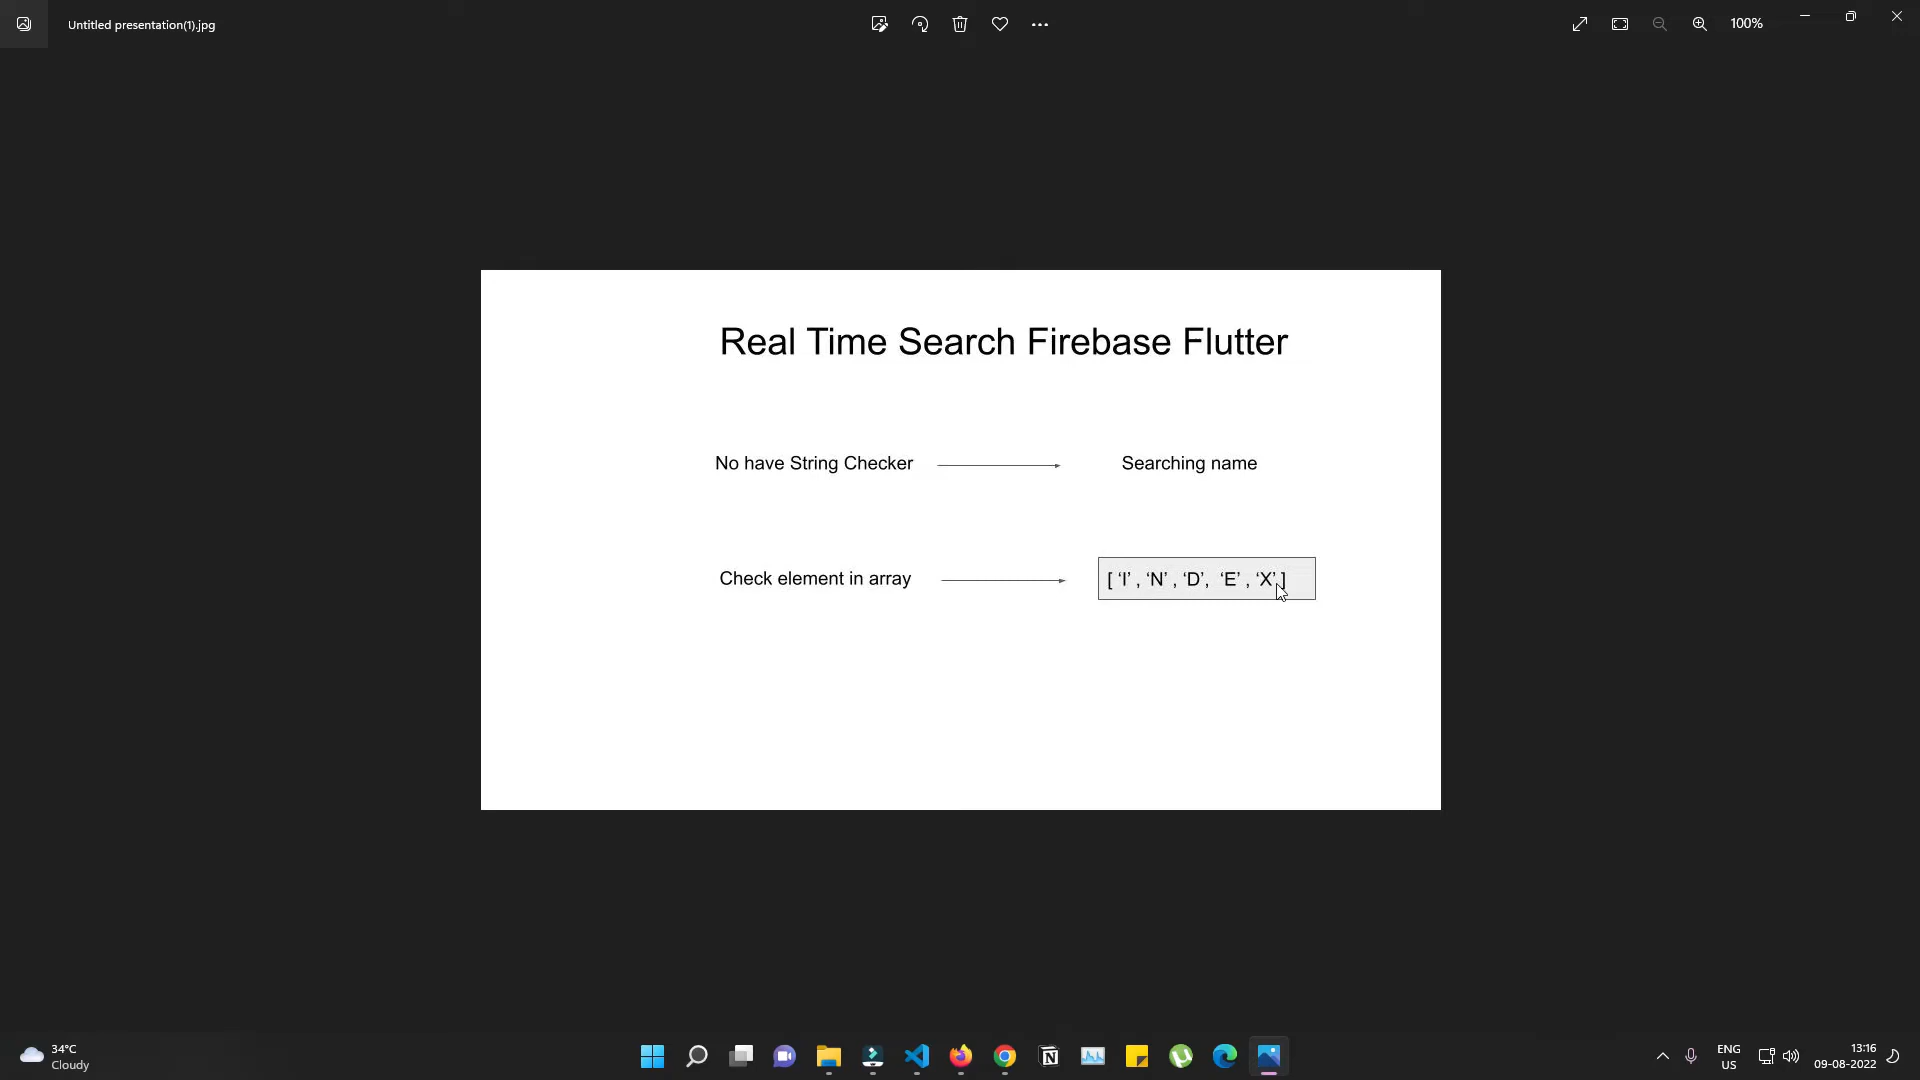 Untitled presentation(1).jpg
100%
Real Time Search Firebase Flutter
No have String Checker
Searching name
Check element in array
[ ‘I’ , ‘N’ , ‘D’, ‘E’ , ‘X’ ]
34°C
Cloudy
ENG
US
13:16
09-08-2022